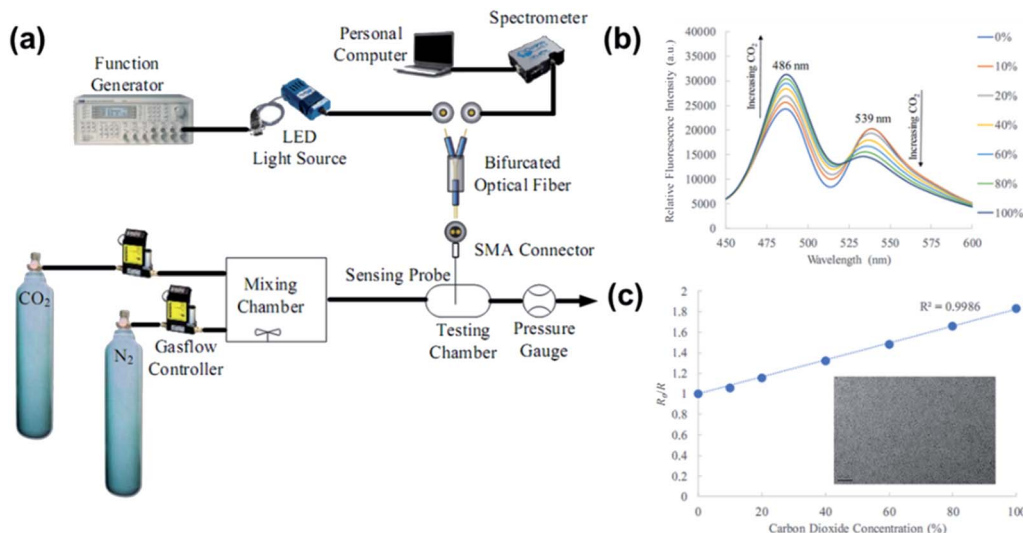 (a)
Function
Generator
LED
Light Source
Personal
Computer
Spectrometer
Bifurcated
Optical Fiber
SMA Connector
Sensing Probe
CO2
N2
Gasflow
Controller
Mixing
Chamber
Testing
Chamber
Pressure
Gauge
(b)
Relative Fluorescence Intensity (a.u.)
40000
35000
30000
25000
20000
15000
10000
5000
0
Increasing CO2
486 nm
539 nm
Increasing CO2
450
475
500
525
550
575
600
Wavelength (nm)
0%
10%
20%
40%
60%
80%
100%
(c)
R0/R
2
1.8
1.6
1.4
1.2
1
0.8
0.6
0.4
0.2
0
R² = 0.9986
0
20
40
60
80
100
Carbon Dioxide Concentration (%)